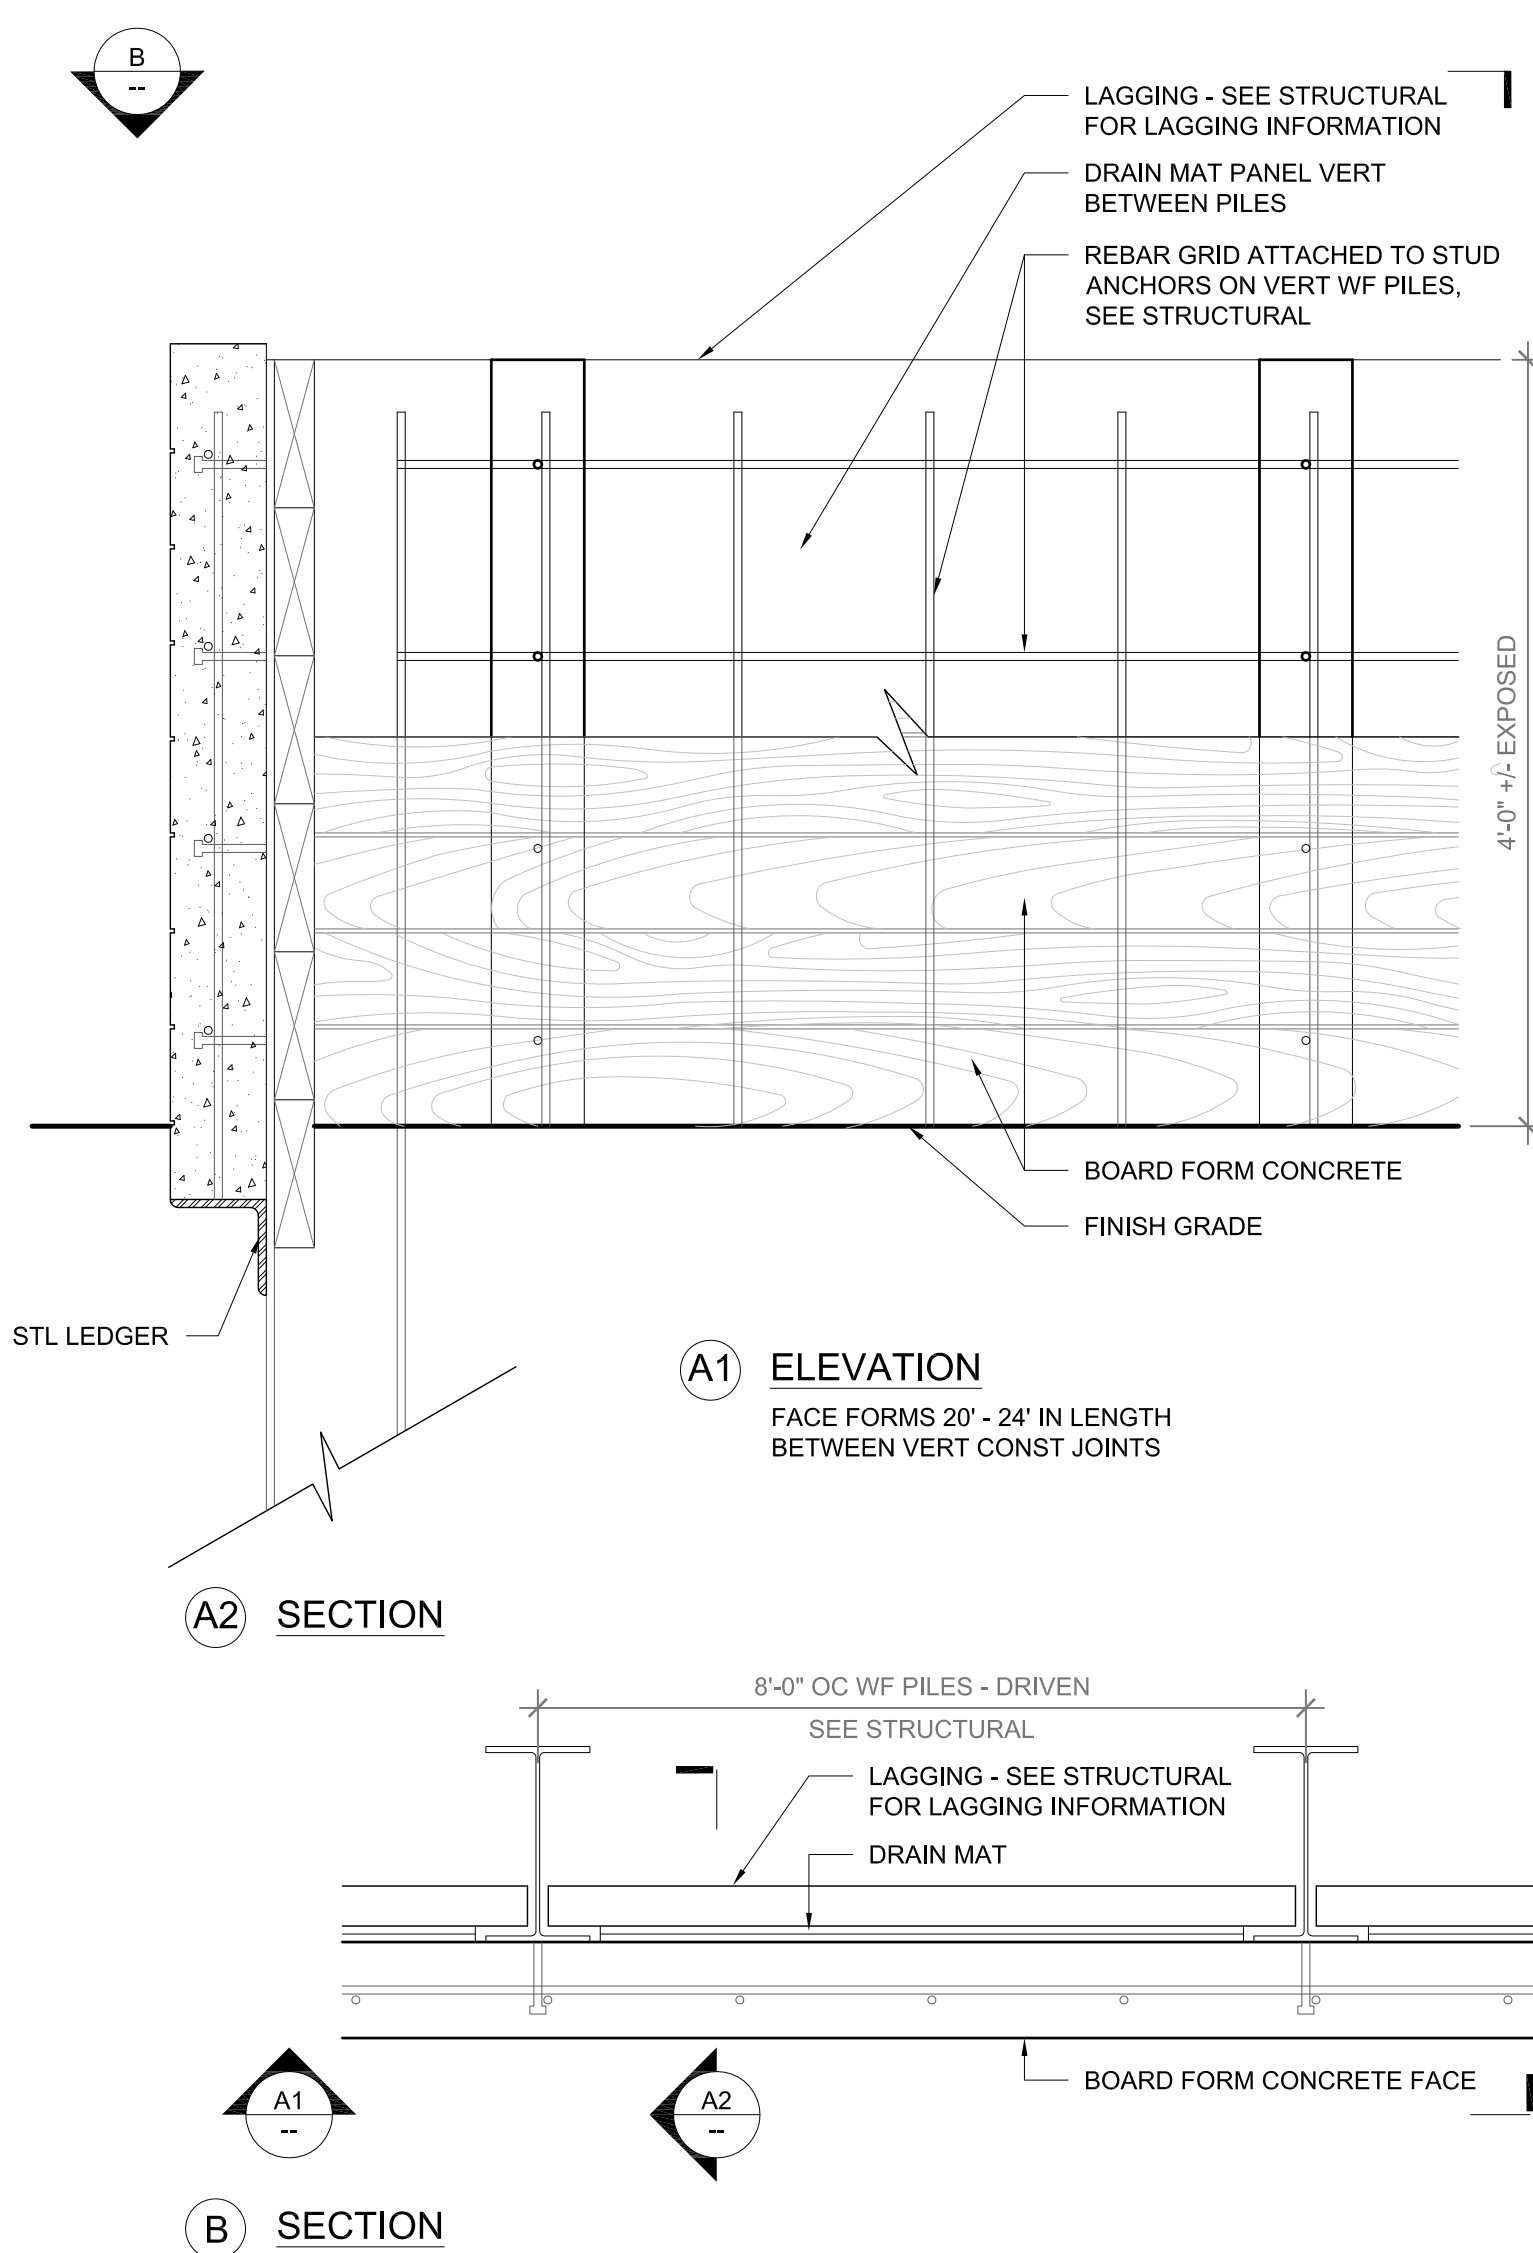 B
--
LAGGING - SEE STRUCTURAL
FOR LAGGING INFORMATION
DRAIN MAT PANEL VERT
BETWEEN PILES
REBAR GRID ATTACHED TO STUD
ANCHORS ON VERT WF PILES,
SEE STRUCTURAL
4'-0" +/- EXPOSED
BOARD FORM CONCRETE
FINISH GRADE
STL LEDGER
A1 ELEVATION
FACE FORMS 20' - 24' IN LENGTH
BETWEEN VERT CONST JOINTS
A2 SECTION
8'-0" OC WF PILES - DRIVEN
SEE STRUCTURAL
LAGGING - SEE STRUCTURAL
FOR LAGGING INFORMATION
DRAIN MAT
BOARD FORM CONCRETE FACE
A1
--
A2
--
B SECTION